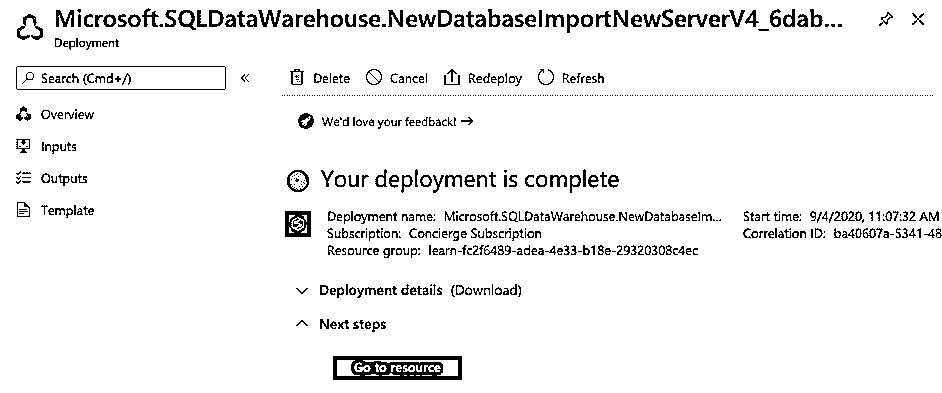 Microsoft.SQLDataWarehouse.NewDatabaseImportNewServerV4_6dab...
Deployment
Search (Cmd+/)
«
Delete
Cancel
Redeploy
Refresh
Overview
Inputs
Outputs
Template
We'd love your feedback! →
Your deployment is complete
Deployment name: Microsoft.SQLDataWarehouse.NewDatabaseIm...
Subscription: Concierge Subscription
Resource group: learn-fc2f6489-adea-4e33-b18e-29320308c4ec
Start time: 9/4/2020, 11:07:32 AM
Correlation ID: ba40607a-5341-48
Deployment details (Download)
Next steps
Go to resource